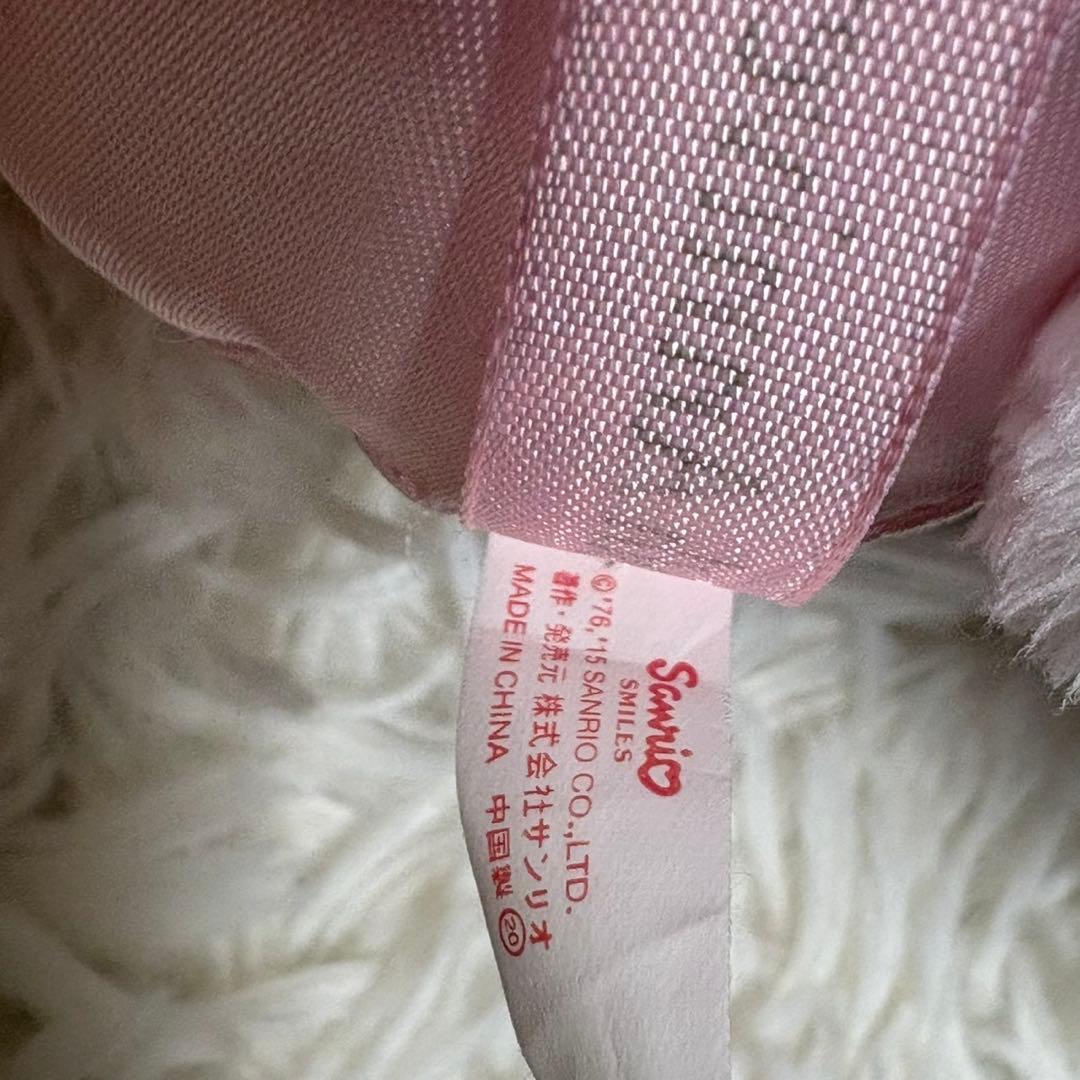 Sanrio
SMILES
©'76,'15 SANRIO CO.,LTD.
著作・発売元 株式会社サンリオ
MADE IN CHINA 中国製 20